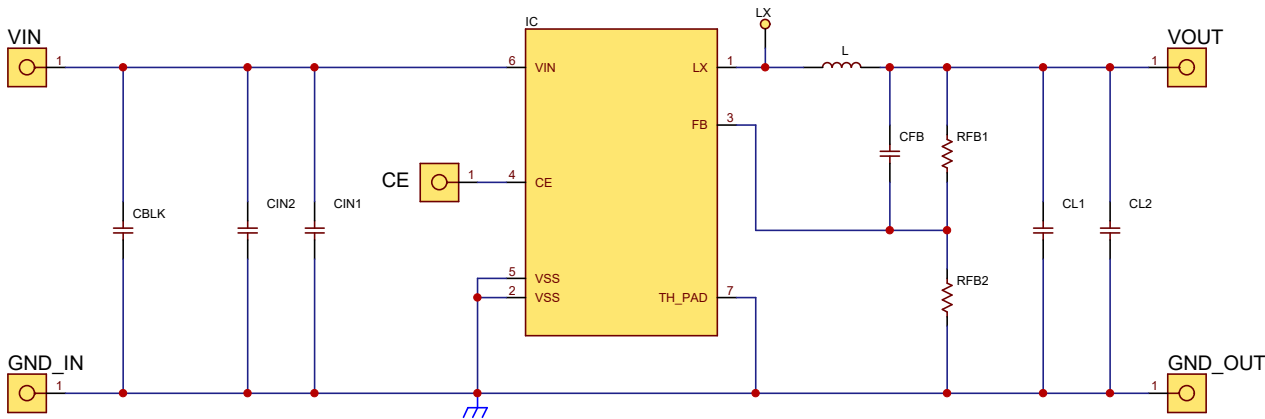 IC
LX
VIN
1
6
VIN
LX
1
L
VOUT
1
FB
3
CFB
RFB1
CE
1
4
CE
CBLK
CIN2
CIN1
CL1
CL2
5
VSS
2
VSS
TH_PAD
7
RFB2
GND_IN
1
GND_OUT
1